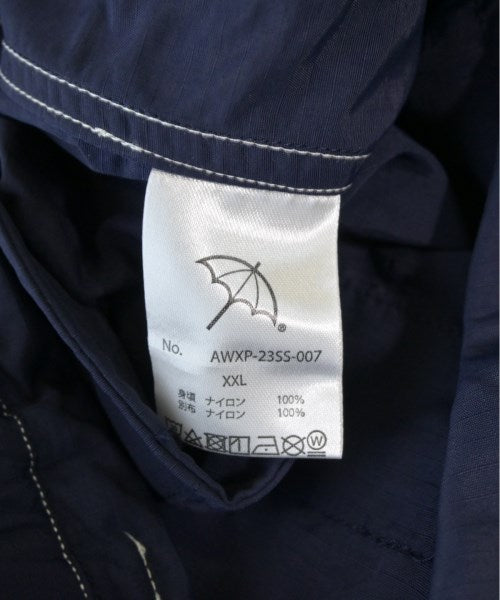 ®
No. AWXP-23SS-007
XXL
身頃 ナイロン 100%
別布 ナイロン 100%
W